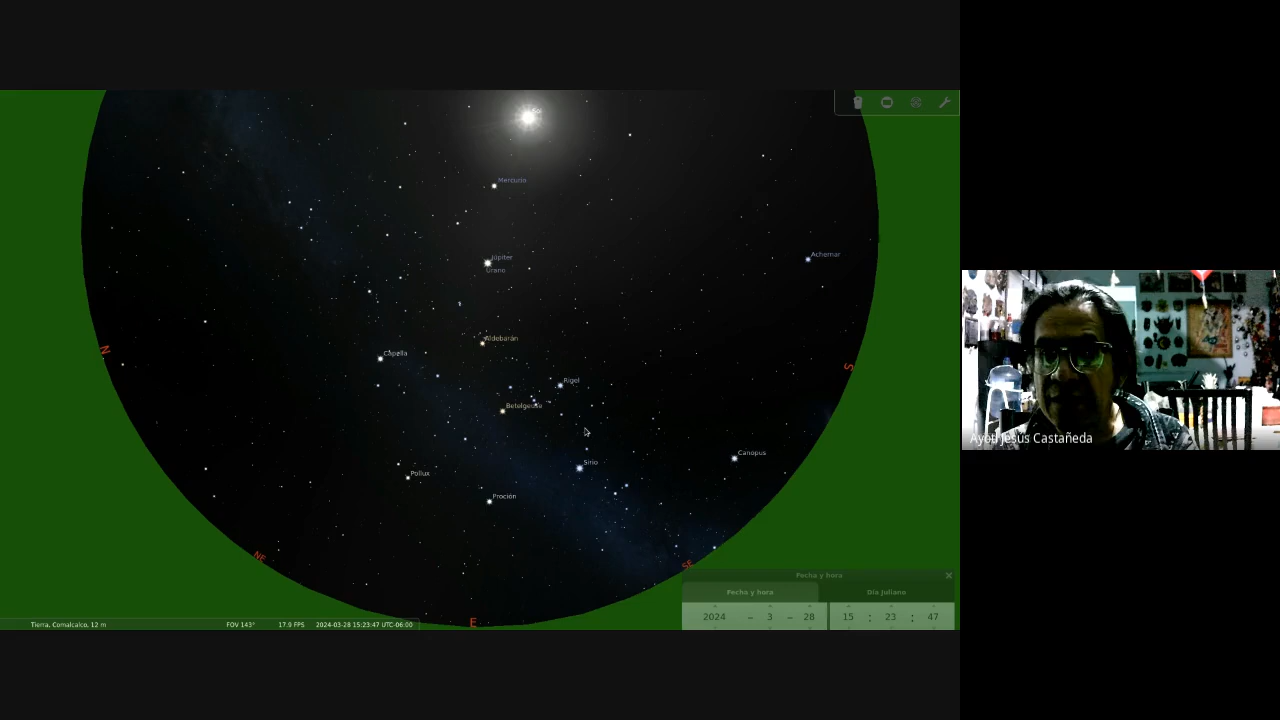 Mercurio
Júpiter
Urano
Achernar
Aldebarán
Capella
N
S
Rigel
Betelgeuse
Canopus
Sirio
Pollux
Proción
NE
SE
E
Fecha y hora
Fecha y hora
Día Juliano
2024 – 3 – 28
15 : 23 : 47
Tierra, Comalcalco, 12 m
FOV 143°
17.9 FPS
2024-03-28 15:23:47 UTC-06:00
Jesús Castañeda